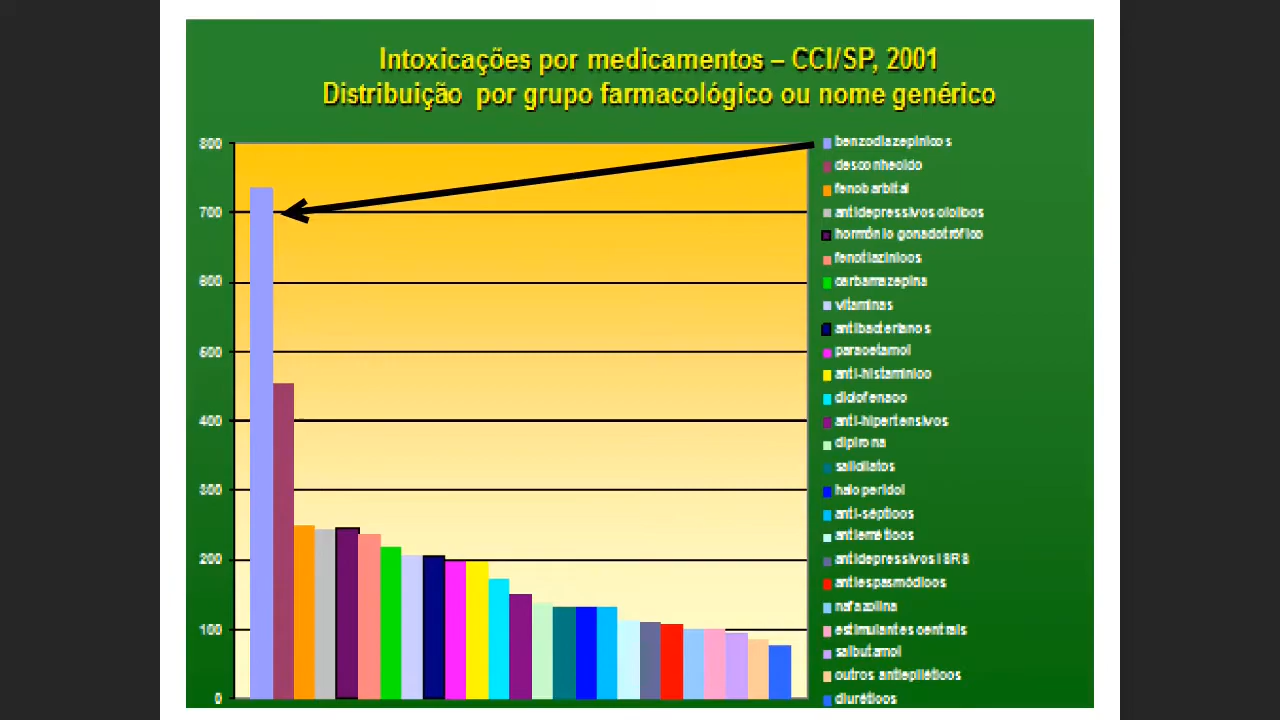 Intoxicações por medicamentos – CCI/SP, 2001
Distribuição por grupo farmacológico ou nome genérico
800
700
600
500
400
300
200
100
0
benzodiazepínicos
desconhecido
fenobarbital
antidepressivos cíclicos
hormônio gonadotrófico
fenotiazínicos
carbamazepina
vitaminas
antibacterianos
paracetamol
anti-histamínico
diclofenaco
anti-hipertensivos
dipirona
salicilatos
haloperidol
anti-sépticos
antieméticos
antidepressivos ISRS
antiespasmódicos
nafazolina
estimulantes centrais
salbutamol
outros antiepiléticos
diuréticos